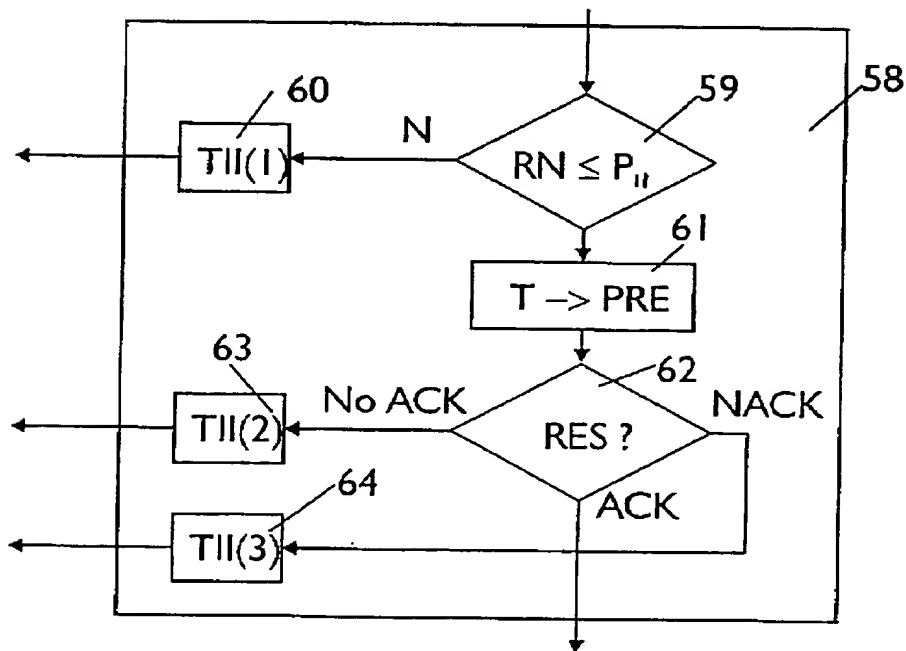 58
59
60
N
TII(1)
RN ≤ P
61
T –> PRE
63
62
No ACK
NACK
TII(2)
RES ?
64
ACK
TII(3)